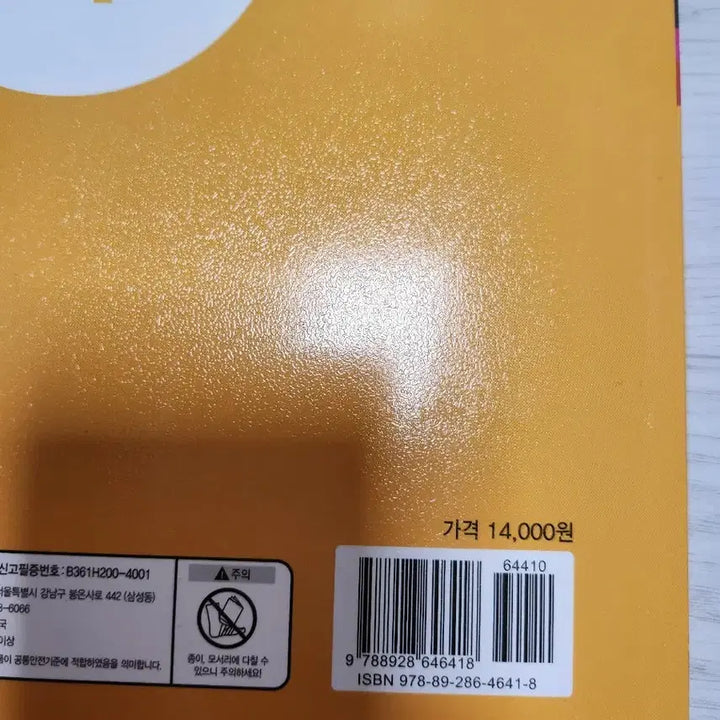 가격 14,000원
64410
9 788928 646418
ISBN 978-89-286-4641-8
신고필증번호: B361H200-4001
서울특별시 강남구 봉은사로 442 (삼성동)
-6066
국
이상
공통안전기준에 적합하였음을 의미합니다.
주의
종이, 모서리에 다칠 수
있으니 주의하세요!